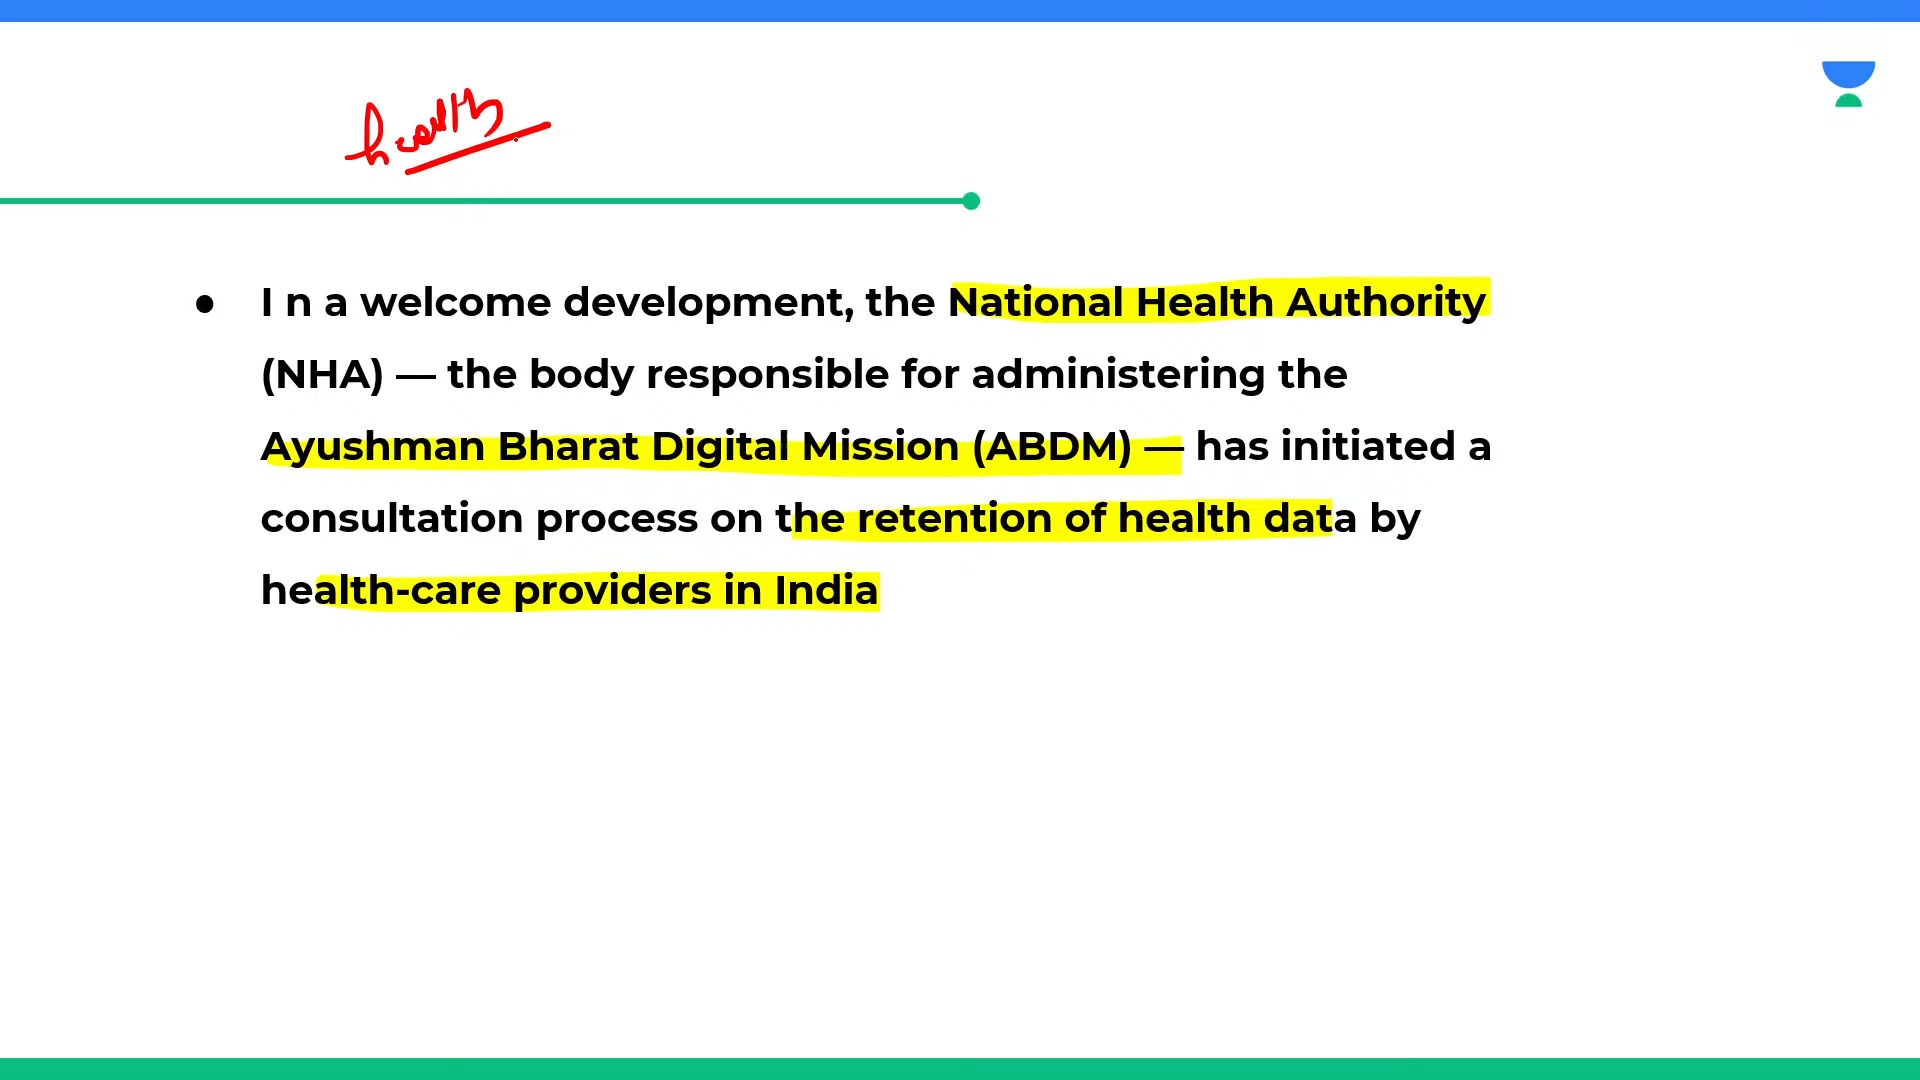 health
● I n a welcome development, the National Health Authority
(NHA) — the body responsible for administering the
Ayushman Bharat Digital Mission (ABDM) — has initiated a
consultation process on the retention of health data by
health-care providers in India